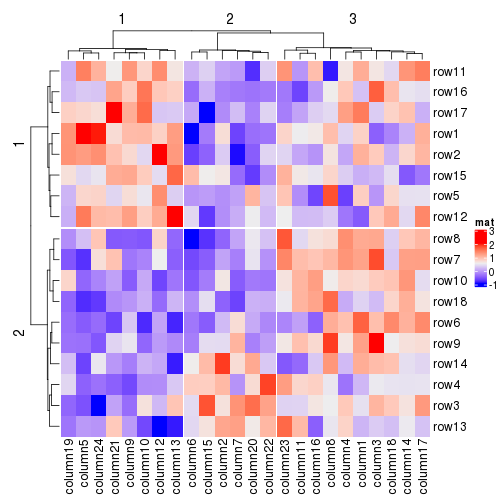 1 2 3
1
2
row11
row16
row17
row1
row2
row15
row5
row12
row8
row7
row10
row18
row6
row9
row14
row4
row3
row13
mat
3
2
1
0
-1
column19
column5
column24
column21
column9
column10
column12
column13
column6
column15
column2
column7
column20
column22
column23
column11
column16
column8
column4
column1
column3
column18
column14
column17